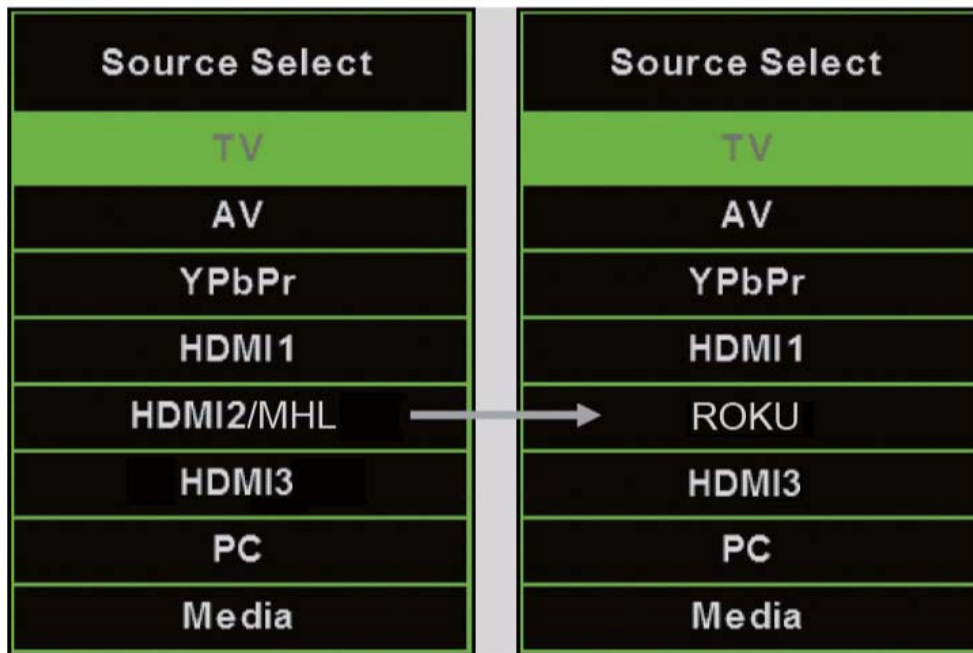 Source Select
TV
AV
YPbPr
HDMI1
HDMI2/MHL
HDMI3
PC
Media
Source Select
TV
AV
YPbPr
HDMI1
ROKU
HDMI3
PC
Media